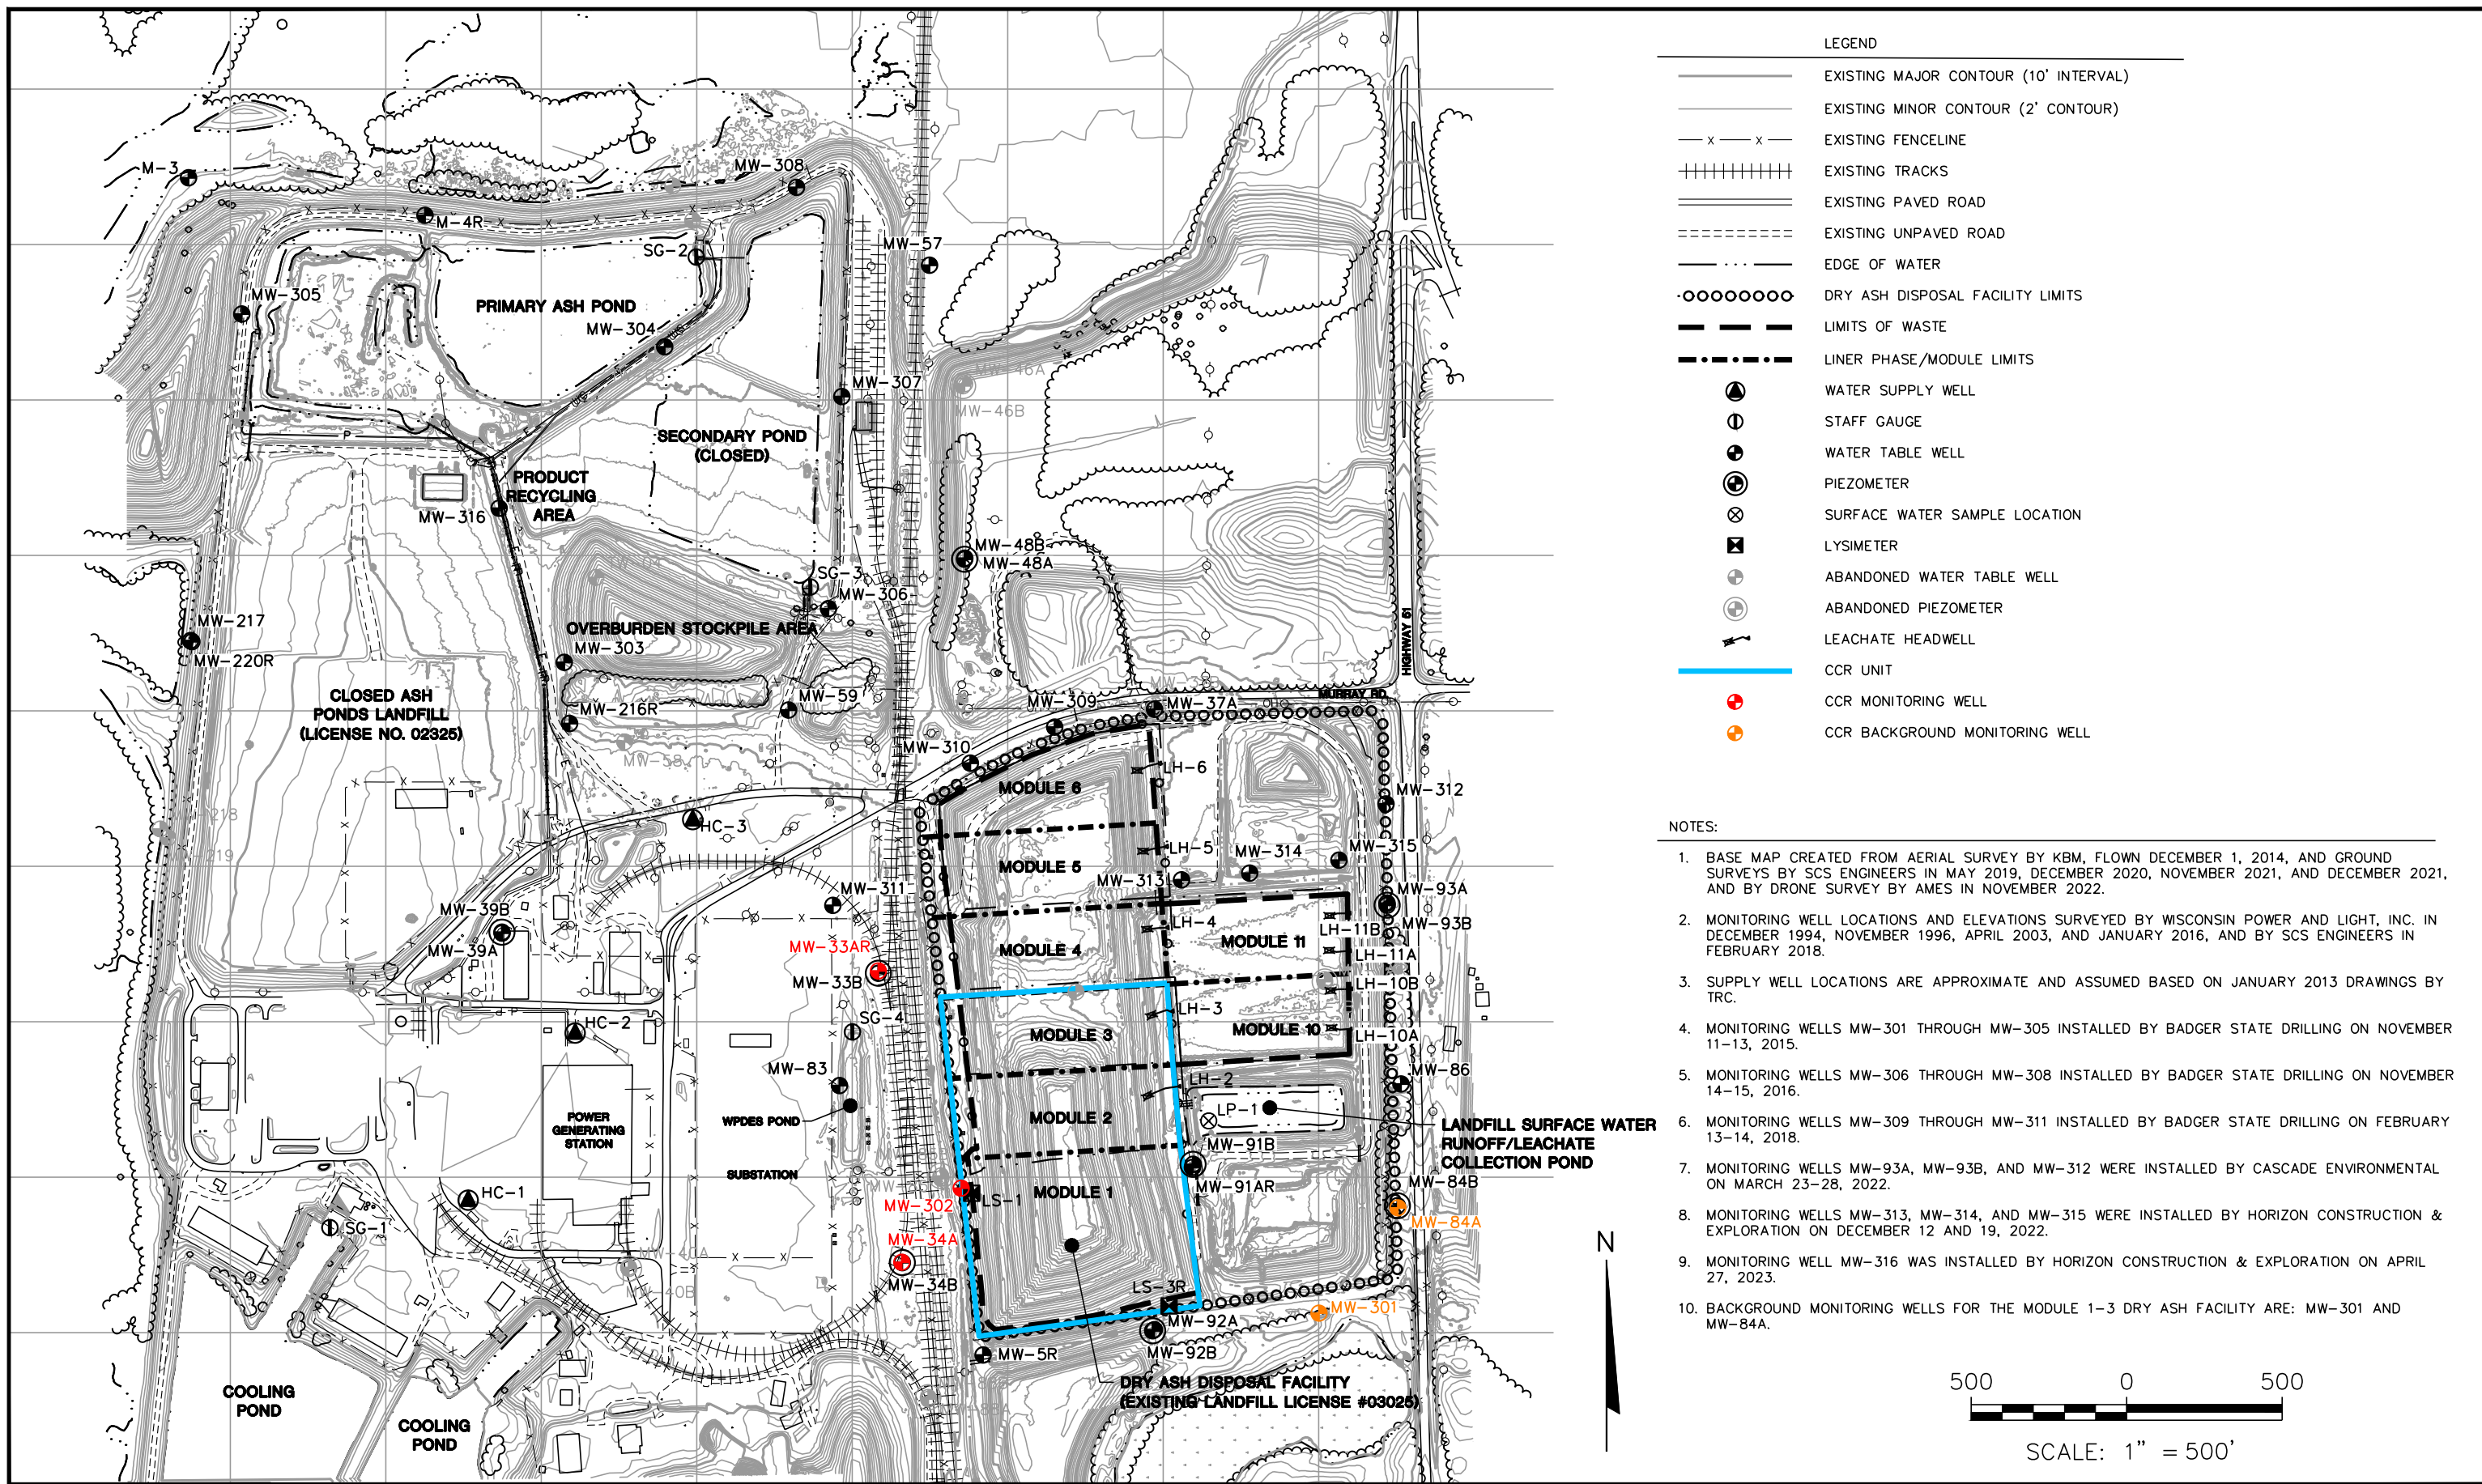 M-3
MW-308
M-4R
SG-2
MW-57
MW-305
PRIMARY ASH POND
MW-304
MW-307
MW-46A
MW-46B
SECONDARY POND
(CLOSED)
PRODUCT
RECYCLING
AREA
MW-316
MW-48B
MW-48A
SG-3
MW-306
OVERBURDEN STOCKPILE AREA
MW-217
MW-220R
MW-303
HIGHWAY 51
MURRAY RD.
CLOSED ASH
PONDS LANDFILL
(LICENSE NO. 02325)
MW-59
MW-216R
MW-58
MW-309
MW-37A
MW-310
LH-6
MODULE 6
MW-312
HC-3
LH-5
MW-314
MW-315
MODULE 5
MW-313
MW-311
MW-93A
MW-93B
MW-39B
MW-39A
LH-4
LH-11B
MODULE 11
MODULE 4
MW-33AR
MW-33B
LH-11A
LH-10B
LH-3
HC-2
SG-4
MODULE 3
MODULE 10
LH-10A
MW-83
LH-2
MW-86
LP-1
POWER
GENERATING
STATION
WPDES POND
MODULE 2
LANDFILL SURFACE WATER
RUNOFF/LEACHATE
COLLECTION POND
MW-91B
SUBSTATION
MODULE 1
MW-91AR
MW-84B
MW-84A
HC-1
MW-302
LS-1
SG-1
MW-34A
MW-34B
MW-40A
MW-40B
LS-3R
MW-301
MW-92A
MW-92B
MW-5R
DRY ASH DISPOSAL FACILITY
(EXISTING LANDFILL LICENSE #03025)
COOLING
POND
COOLING
POND
N
LEGEND
EXISTING MAJOR CONTOUR (10' INTERVAL)
EXISTING MINOR CONTOUR (2' CONTOUR)
EXISTING FENCELINE
EXISTING TRACKS
EXISTING PAVED ROAD
EXISTING UNPAVED ROAD
EDGE OF WATER
DRY ASH DISPOSAL FACILITY LIMITS
LIMITS OF WASTE
LINER PHASE/MODULE LIMITS
WATER SUPPLY WELL
STAFF GAUGE
WATER TABLE WELL
PIEZOMETER
SURFACE WATER SAMPLE LOCATION
LYSIMETER
ABANDONED WATER TABLE WELL
ABANDONED PIEZOMETER
LEACHATE HEADWELL
CCR UNIT
CCR MONITORING WELL
CCR BACKGROUND MONITORING WELL
NOTES:
1. BASE MAP CREATED FROM AERIAL SURVEY BY KBM, FLOWN DECEMBER 1, 2014, AND GROUND
SURVEYS BY SCS ENGINEERS IN MAY 2019, DECEMBER 2020, NOVEMBER 2021, AND DECEMBER 2021,
AND BY DRONE SURVEY BY AMES IN NOVEMBER 2022.
2. MONITORING WELL LOCATIONS AND ELEVATIONS SURVEYED BY WISCONSIN POWER AND LIGHT, INC. IN
DECEMBER 1994, NOVEMBER 1996, APRIL 2003, AND JANUARY 2016, AND BY SCS ENGINEERS IN
FEBRUARY 2018.
3. SUPPLY WELL LOCATIONS ARE APPROXIMATE AND ASSUMED BASED ON JANUARY 2013 DRAWINGS BY
TRC.
4. MONITORING WELLS MW-301 THROUGH MW-305 INSTALLED BY BADGER STATE DRILLING ON NOVEMBER
11-13, 2015.
5. MONITORING WELLS MW-306 THROUGH MW-308 INSTALLED BY BADGER STATE DRILLING ON NOVEMBER
14-15, 2016.
6. MONITORING WELLS MW-309 THROUGH MW-311 INSTALLED BY BADGER STATE DRILLING ON FEBRUARY
13-14, 2018.
7. MONITORING WELLS MW-93A, MW-93B, AND MW-312 WERE INSTALLED BY CASCADE ENVIRONMENTAL
ON MARCH 23-28, 2022.
8. MONITORING WELLS MW-313, MW-314, AND MW-315 WERE INSTALLED BY HORIZON CONSTRUCTION &
EXPLORATION ON DECEMBER 12 AND 19, 2022.
9. MONITORING WELL MW-316 WAS INSTALLED BY HORIZON CONSTRUCTION & EXPLORATION ON APRIL
27, 2023.
10. BACKGROUND MONITORING WELLS FOR THE MODULE 1-3 DRY ASH FACILITY ARE: MW-301 AND
MW-84A.
500 0 500
SCALE: 1" = 500'